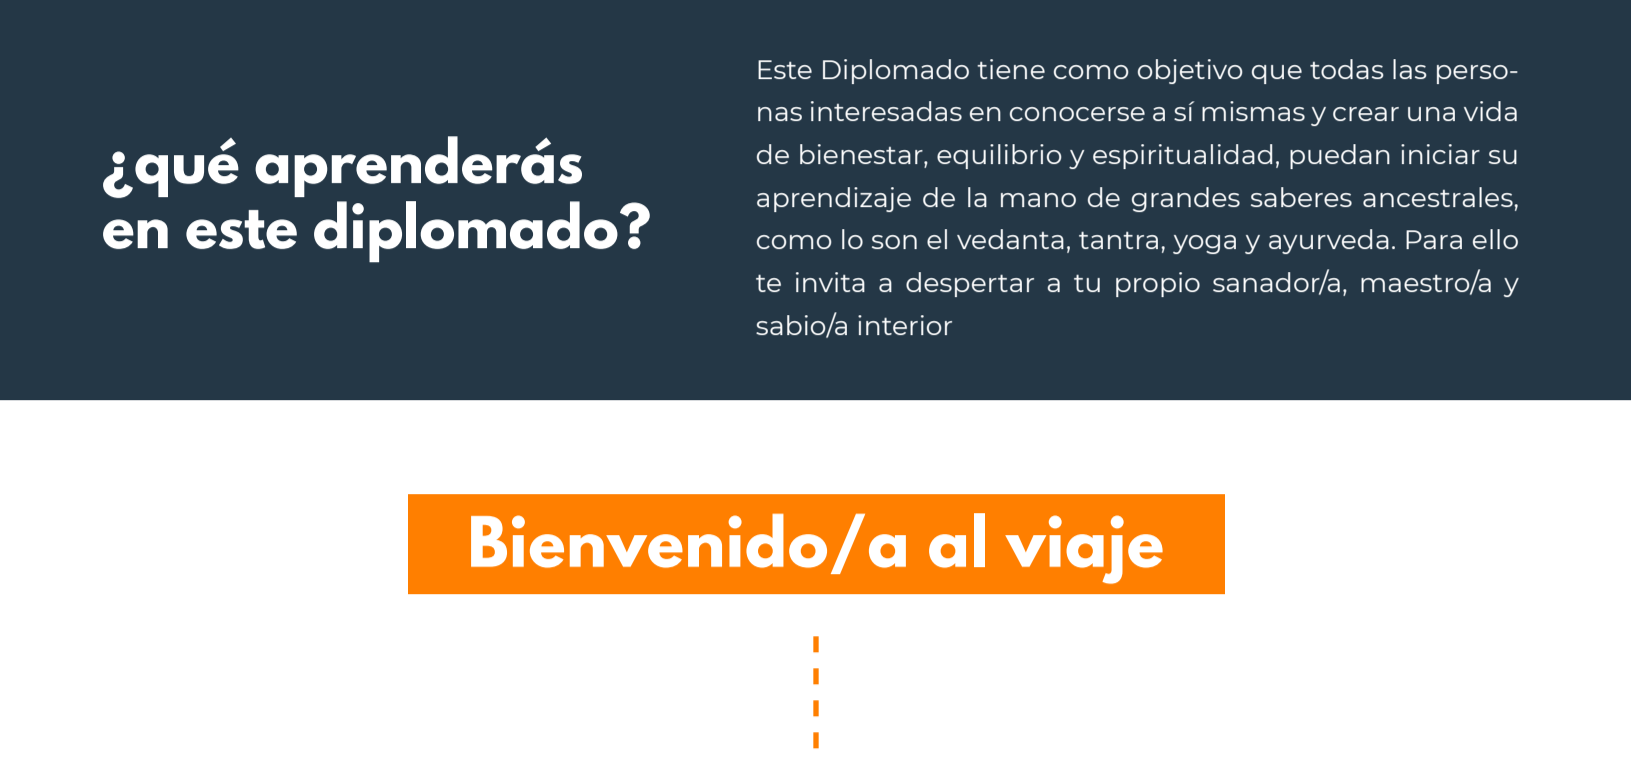 ¿qué aprenderás
en este diplomado?
Este Diplomado tiene como objetivo que todas las perso-
nas interesadas en conocerse a sí mismas y crear una vida
de bienestar, equilibrio y espiritualidad, puedan iniciar su
aprendizaje de la mano de grandes saberes ancestrales,
como lo son el vedanta, tantra, yoga y ayurveda. Para ello
te invita a despertar a tu propio sanador/a, maestro/a y
sabio/a interior
Bienvenido/a al viaje